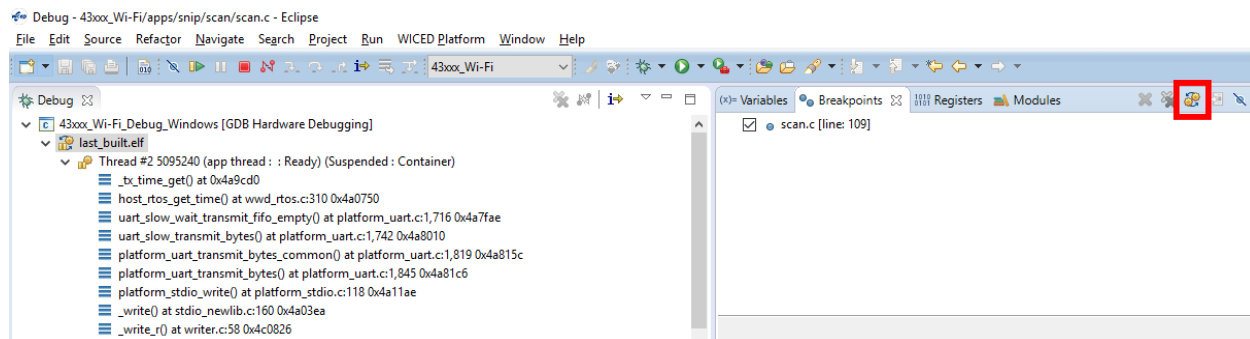 Debug - 43xxx_Wi-Fi/apps/snip/scan/scan.c - Eclipse
File Edit Source Refactor Navigate Search Project Run WICED Platform Window Help
43xxx_Wi-Fi
Debug
43xxx_Wi-Fi_Debug_Windows [GDB Hardware Debugging]
last_built.elf
Thread #2 5095240 (app thread : : Ready) (Suspended : Container)
_tx_time_get() at 0x4a9cd0
host_rtos_get_time() at wwd_rtos.c:310 0x4a0750
uart_slow_wait_transmit_fifo_empty() at platform_uart.c:1,716 0x4a7fae
uart_slow_transmit_bytes() at platform_uart.c:1,742 0x4a8010
platform_uart_transmit_bytes_common() at platform_uart.c:1,819 0x4a815c
platform_uart_transmit_bytes() at platform_uart.c:1,845 0x4a81c6
platform_stdio_write() at platform_stdio.c:118 0x4a11ae
_write() at stdio_newlib.c:160 0x4a03ea
_write_r() at writer.c:58 0x4c0826
(x)= Variables Breakpoints 1010 0101 Registers Modules
scan.c [line: 109]